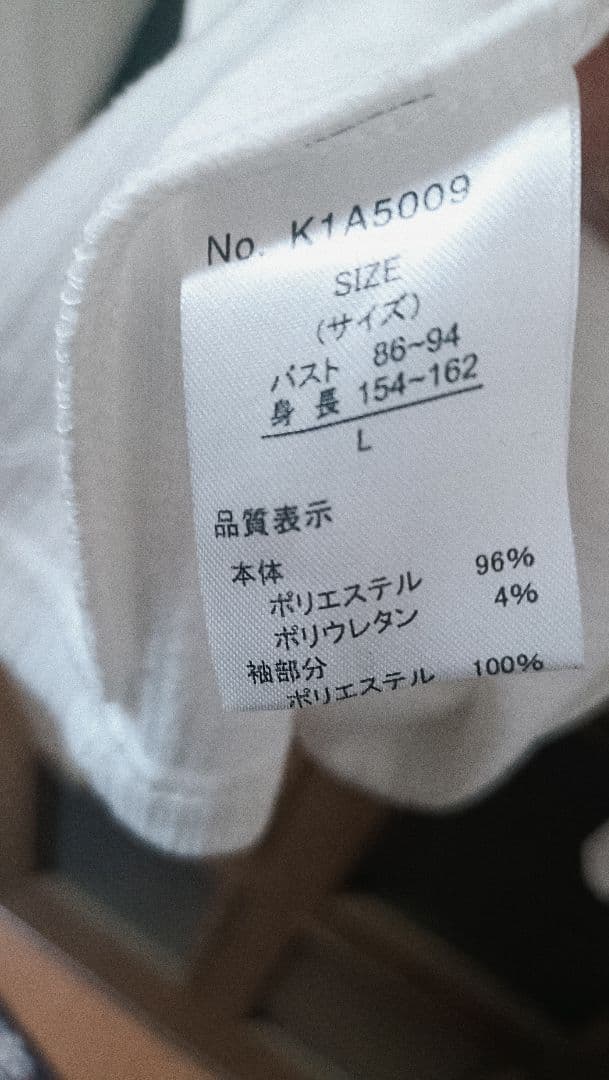 No. K1A5009
SIZE
(サイズ)
バスト 86~94
身長 154~162
L
品質表示
本体
ポリエステル 96%
ポリウレタン 4%
袖部分
ポリエステル 100%